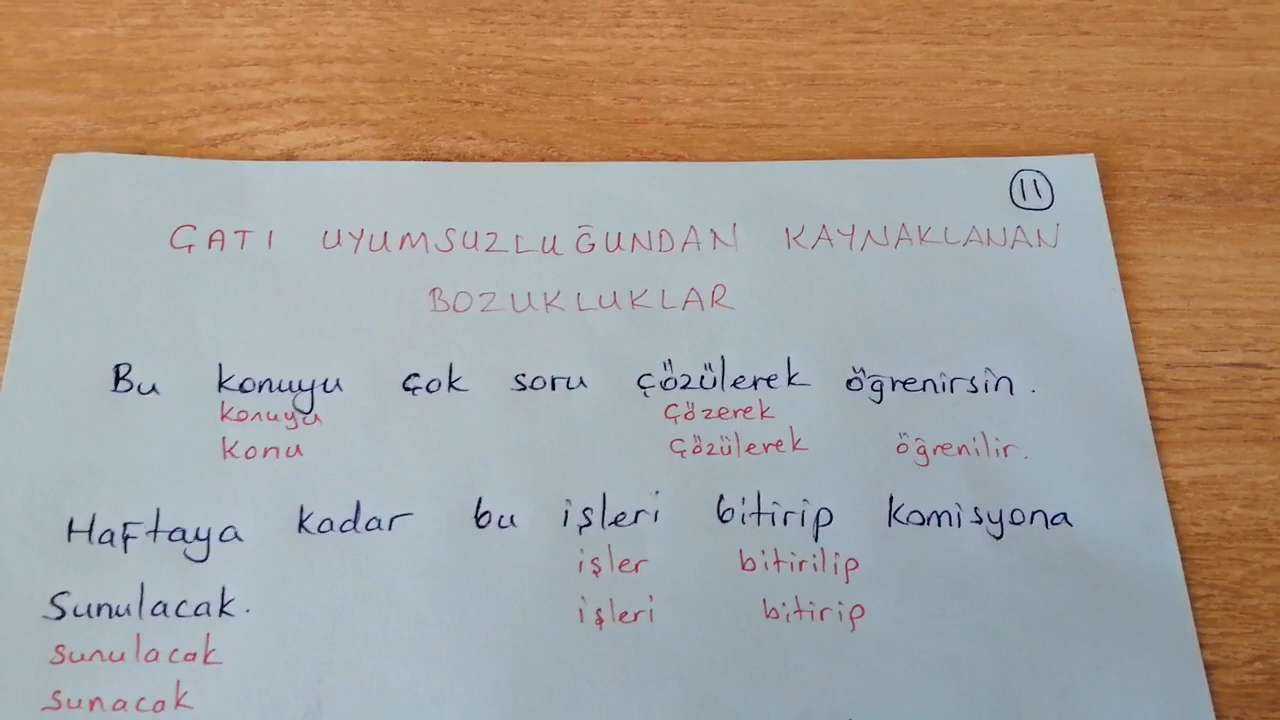 11
ÇATI UYUMSUZLUĞUNDAN KAYNAKLANAN
BOZUKLUKLAR
Bu konuyu çok soru çözülerek öğrenirsin.
konuyu çözerek
konu çözülerek öğrenilir.
Haftaya kadar bu işleri bitirip komisyona
işler bitirilip
sunulacak.
işleri bitirip
sunulacak
sunacak